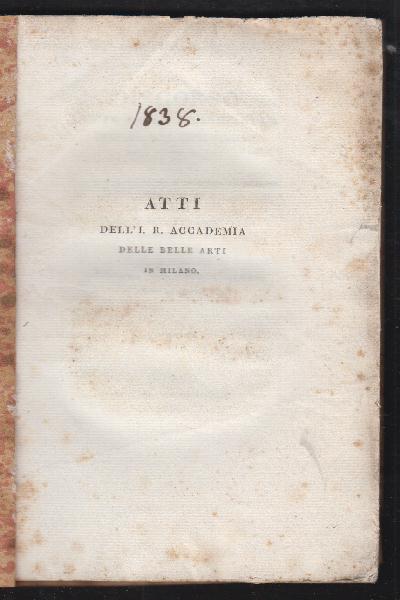 1838.
ATTI
DELL'I. R. ACCADEMIA
DELLE BELLE ARTI
IN MILANO.